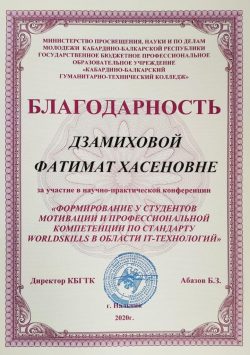 МИНИСТЕРСТВО ПРОСВЕЩЕНИЯ, НАУКИ И ПО ДЕЛАМ
МОЛОДЕЖИ КАБАРДИНО-БАЛКАРСКОЙ РЕСПУБЛИКИ
ГОСУДАРСТВЕННОЕ БЮДЖЕТНОЕ ПРОФЕССИОНАЛЬНОЕ
ОБРАЗОВАТЕЛЬНОЕ УЧРЕЖДЕНИЕ
«КАБАРДИНО-БАЛКАРСКИЙ
ГУМАНИТАРНО-ТЕХНИЧЕСКИЙ КОЛЛЕДЖ»
БЛАГОДАРНОСТЬ
ДЗАМИХОВОЙ
ФАТИМАТ ХАСЕНОВНЕ
за участие в научно-практической конференции
«ФОРМИРОВАНИЕ У СТУДЕНТОВ
МОТИВАЦИИ И ПРОФЕССИОНАЛЬНОЙ
КОМПЕТЕНЦИИ ПО СТАНДАРТУ
WORLDSKILLS В ОБЛАСТИ IT-ТЕХНОЛОГИЙ»
Директор КБГТК Абазов Б.З.
г. Нальчик
2020г.